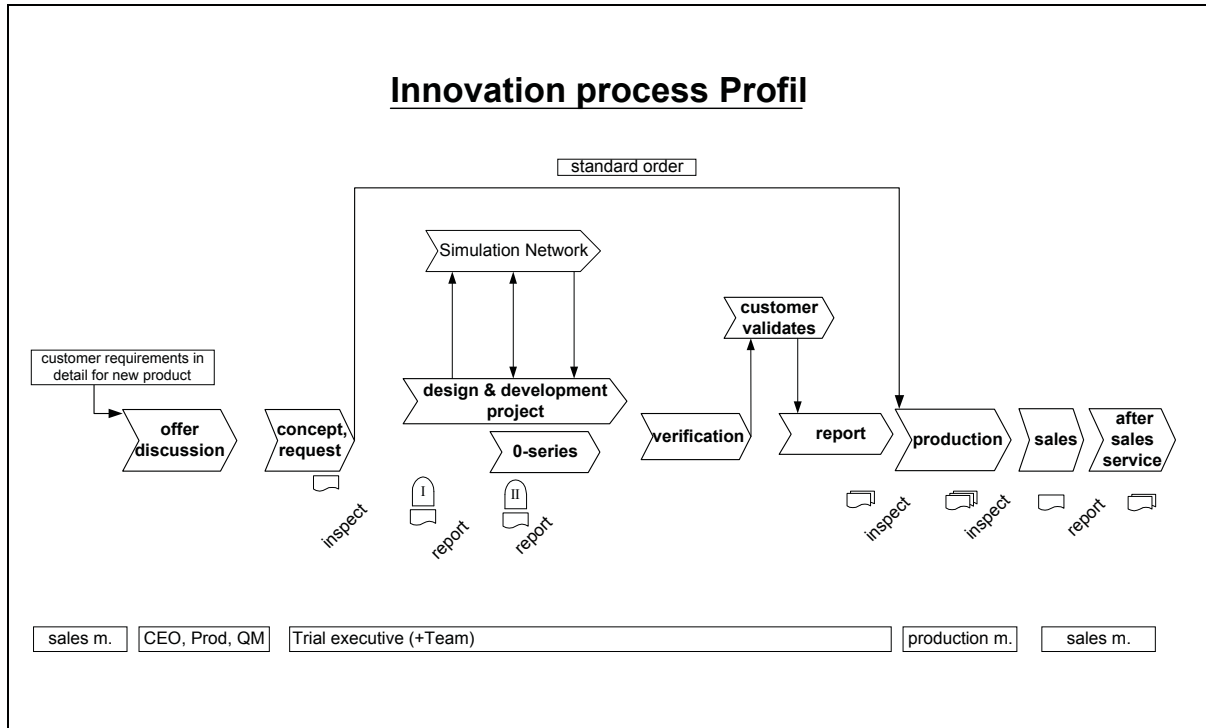 Innovation process Profil
standard order
Simulation Network
customer
validates
customer requirements in
detail for new product
design & development
project
offer
discussion
concept,
request
0-series
verification
report
production
sales
after
sales
service
inspect
I
report
II
report
inspect
inspect
report
sales m.
CEO, Prod, QM
Trial executive (+Team)
production m.
sales m.